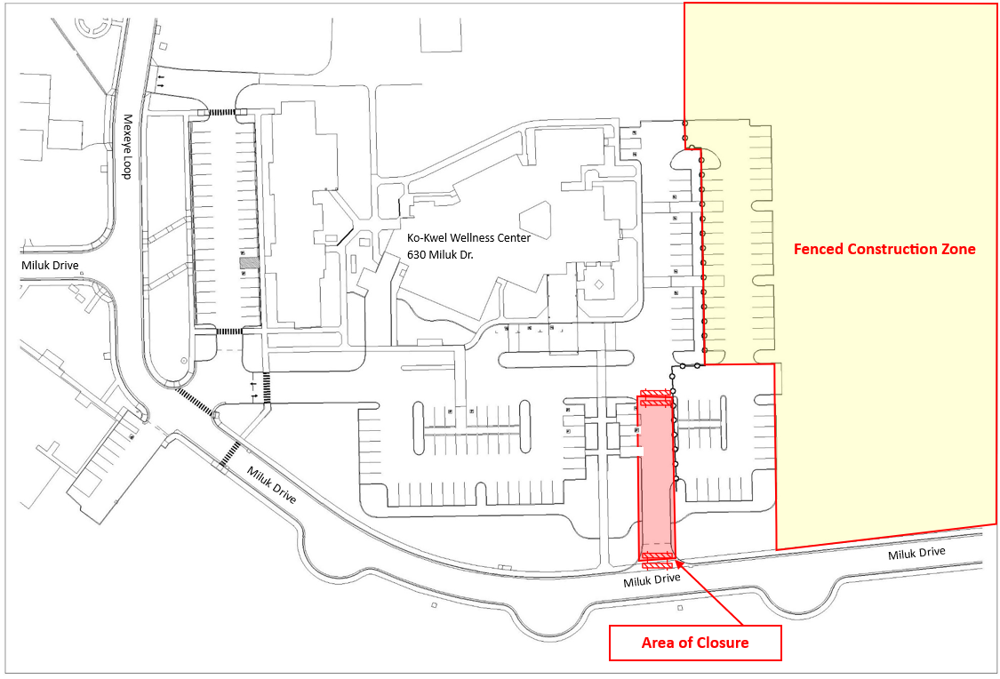 Mexeye Loop
Ko-Kwel Wellness Center
630 Miluk Dr.
Fenced Construction Zone
Miluk Drive
Miluk Drive
Miluk Drive
Miluk Drive
Area of Closure